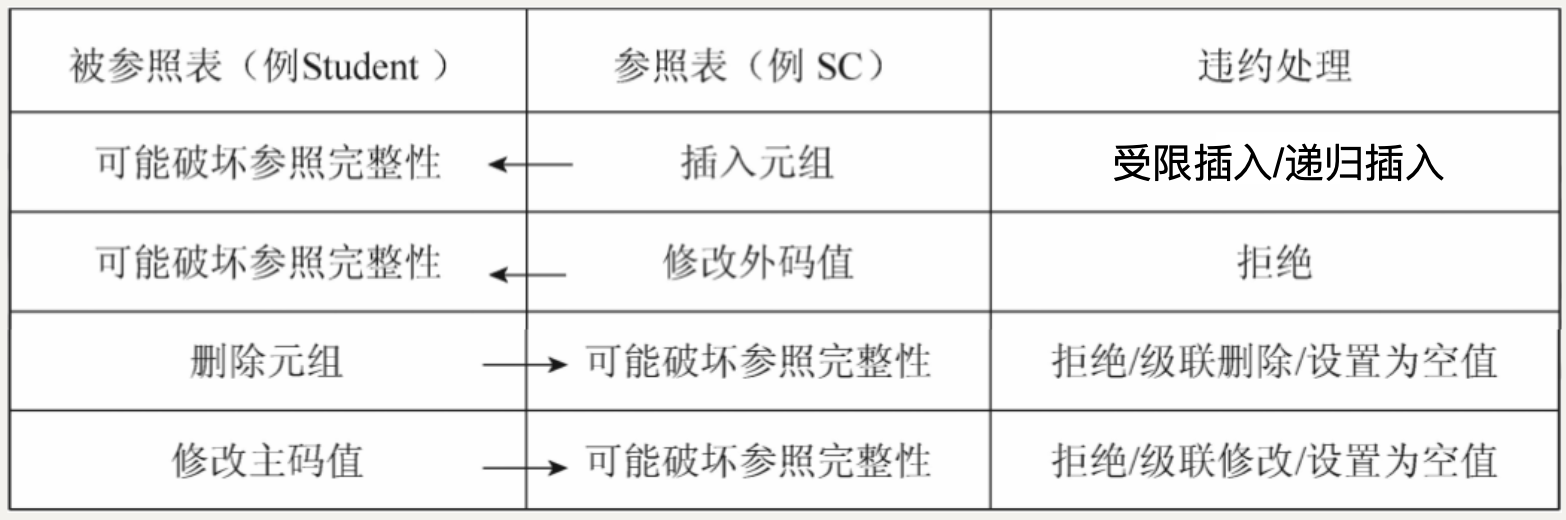 被参照表（例Student ） 参照表（例 SC） 违约处理
可能破坏参照完整性 插入元组 受限插入/递归插入
可能破坏参照完整性 修改外码值 拒绝
删除元组 可能破坏参照完整性 拒绝/级联删除/设置为空值
修改主码值 可能破坏参照完整性 拒绝/级联修改/设置为空值